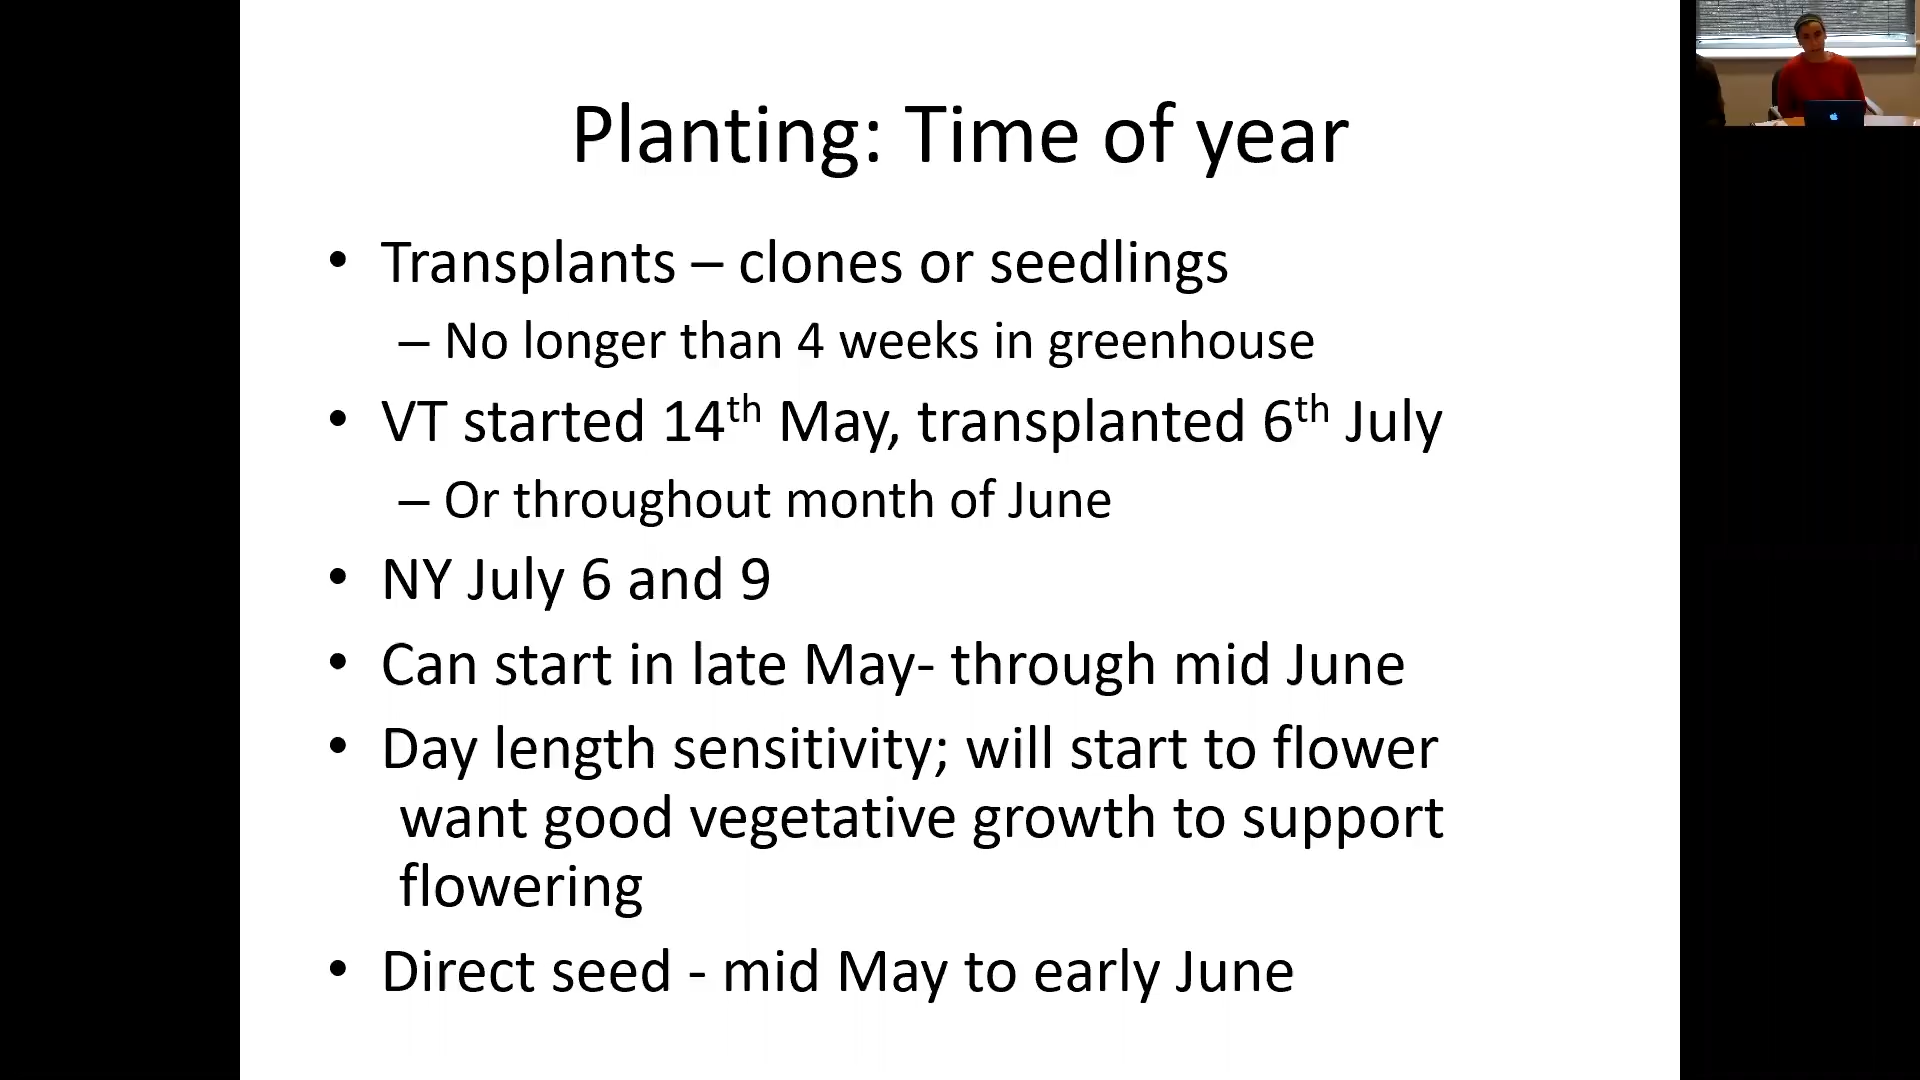 Planting: Time of year
• Transplants – clones or seedlings
– No longer than 4 weeks in greenhouse
• VT started 14th May, transplanted 6th July
– Or throughout month of June
• NY July 6 and 9
• Can start in late May- through mid June
• Day length sensitivity; will start to flower
want good vegetative growth to support
flowering
• Direct seed - mid May to early June